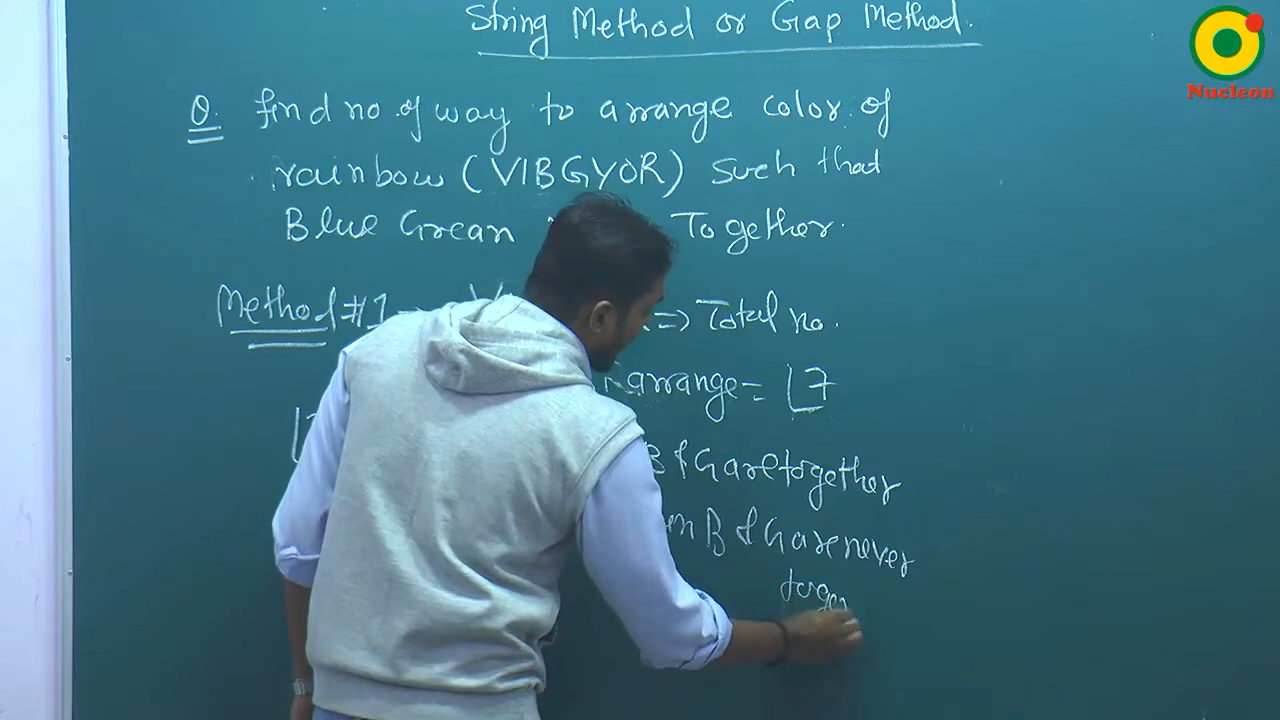 String Method or Gap Method.
Nucleon
Q. find no of way to arrange color of
rainbow (VIBGYOR) such that
Blue Grean Together.
Method #1 => Total no.
arrange = ⌊7
B & G are together
B & G are never
toge